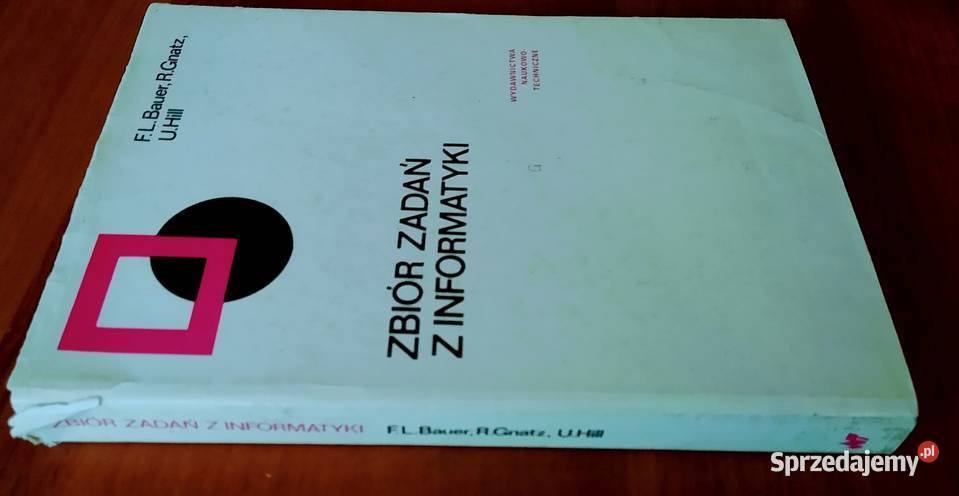 F.L.Bauer, R.Gnatz,
U.Hill
ZBIÓR ZADAŃ
Z INFORMATYKI
WYDAWNICTWA
NAUKOWO-
TECHNICZNE
G
ZBIÓR ZADAŃ Z INFORMATYKI F.L.Bauer, R.Gnatz, U.Hill
Sprzedajemy.pl